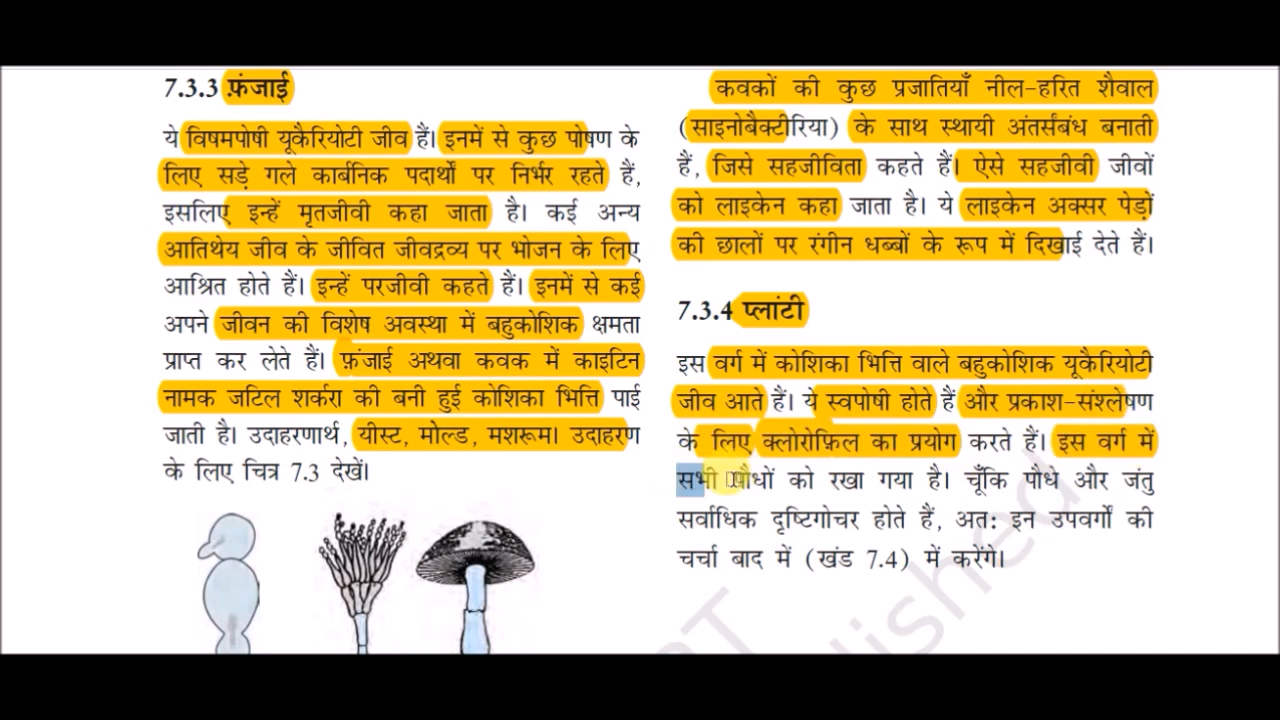 7.3.3 फ़ंजाई
ये विषमपोषी यूकैरियोटी जीव हैं। इनमें से कुछ पोषण के
लिए सड़े गले कार्बनिक पदार्थों पर निर्भर रहते हैं,
इसलिए इन्हें मृतजीवी कहा जाता है। कई अन्य
आतिथेय जीव के जीवित जीवद्रव्य पर भोजन के लिए
आश्रित होते हैं। इन्हें परजीवी कहते हैं। इनमें से कई
अपने जीवन की विशेष अवस्था में बहुकोशिक क्षमता
प्राप्त कर लेते हैं। फ़ंजाई अथवा कवक में काइटिन
नामक जटिल शर्करा की बनी हुई कोशिका भित्ति पाई
जाती है। उदाहरणार्थ, यीस्ट, मोल्ड, मशरूम। उदाहरण
के लिए चित्र 7.3 देखें।
कवकों की कुछ प्रजातियाँ नील-हरित शैवाल
(साइनोबैक्टीरिया) के साथ स्थायी अंतर्संबंध बनाती
हैं, जिसे सहजीविता कहते हैं। ऐसे सहजीवी जीवों
को लाइकेन कहा जाता है। ये लाइकेन अक्सर पेड़ों
की छालों पर रंगीन धब्बों के रूप में दिखाई देते हैं।
7.3.4 प्लांटी
इस वर्ग में कोशिका भित्ति वाले बहुकोशिक यूकैरियोटी
जीव आते हैं। ये स्वपोषी होते हैं और प्रकाश-संश्लेषण
के लिए क्लोरोफ़िल का प्रयोग करते हैं। इस वर्ग में
सभी पौधों को रखा गया है। चूँकि पौधे और जंतु
सर्वाधिक दृष्टिगोचर होते हैं, अत: इन उपवर्गों की
चर्चा बाद में (खंड 7.4) में करेंगे।